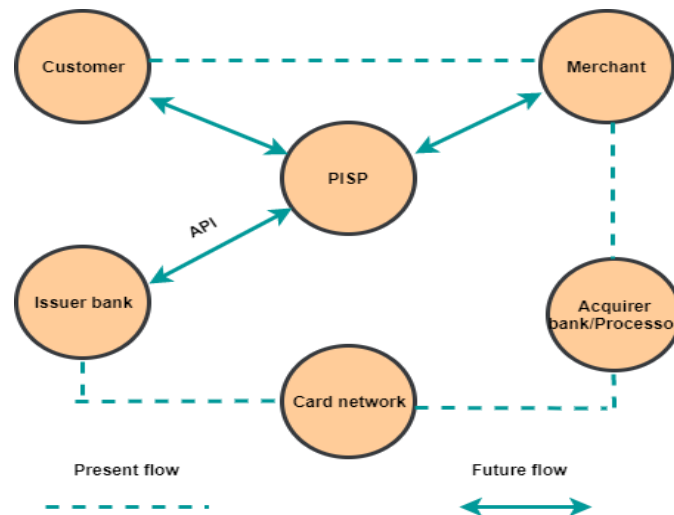 Customer
Merchant
PISP
API
Issuer bank
Acquirer
bank/Processo
Card network
Present flow
Future flow